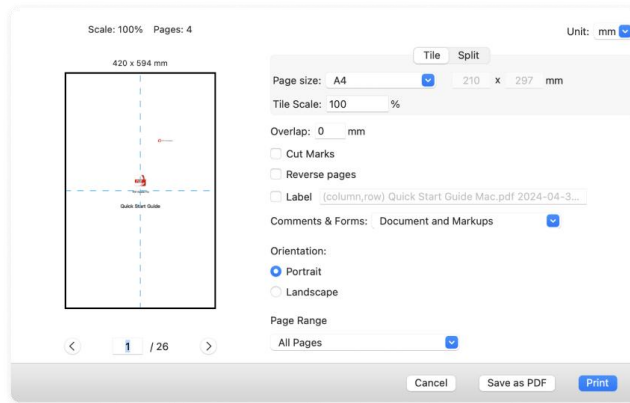 Scale: 100% Pages: 4
Unit: mm
420 x 594 mm
Tile Split
Page size: A4 210 x 297 mm
Tile Scale: 100 %
Overlap: 0 mm
Cut Marks
Reverse pages
Label (column,row) Quick Start Guide Mac.pdf 2024-04-3...
Comments & Forms: Document and Markups
Quick Start Guide
Orientation:
Portrait
Landscape
Page Range
All Pages
1 / 26
Cancel Save as PDF Print